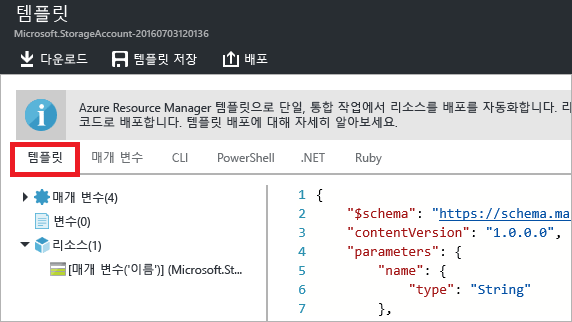 템플릿
Microsoft.StorageAccount-20160703120136
다운로드 템플릿 저장 배포
Azure Resource Manager 템플릿으로 단일, 통합 작업에서 리소스를 배포를 자동화합니다. 리
코드로 배포합니다. 템플릿 배포에 대해 자세히 알아보세요.
템플릿 매개 변수 CLI PowerShell .NET Ruby
매개 변수(4)
변수(0)
리소스(1)
[매개 변수('이름')] (Microsoft.St...
1 {
2 "$schema": "https://schema.ma
3 "contentVersion": "1.0.0.0",
4 "parameters": {
5 "name": {
6 "type": "String"
7 },